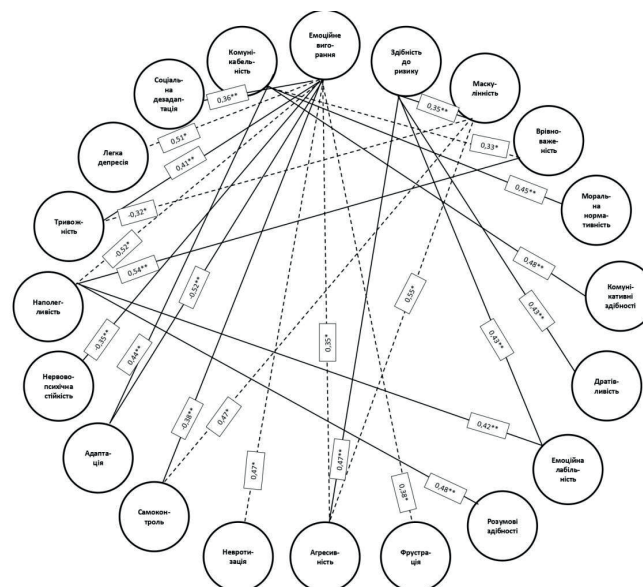 Емоційне
виго-
рання
Комуні-
кабель-
ність
Здібність
до
ризику
Соціаль-
на
дезадап-
тація
Маску-
лінність
Легка
депресія
Врівно-
важе-
ність
Тривож-
ність
Мораль-
на
норма-
тивність
Наполег-
ливість
Комуні-
кативні
здібності
Нервово-
психічна
стійкість
Дратів-
ливість
Адапта-
ція
Емоційна
лабіль-
ність
Самокон-
троль
Розумові
здібності
Невроти-
зація
Агресив-
ність
Фрустра-
ція
0,36**
0,35**
0,51*
0,33*
0,41**
0,45**
-0,32*
-0,52*
0,54**
0,48**
-0,52**
0,55*
0,43**
0,43**
-0,35**
0,44**
0,35*
-0,38**
0,47*
0,42**
0,47*
0,47**
0,48**
0,38*